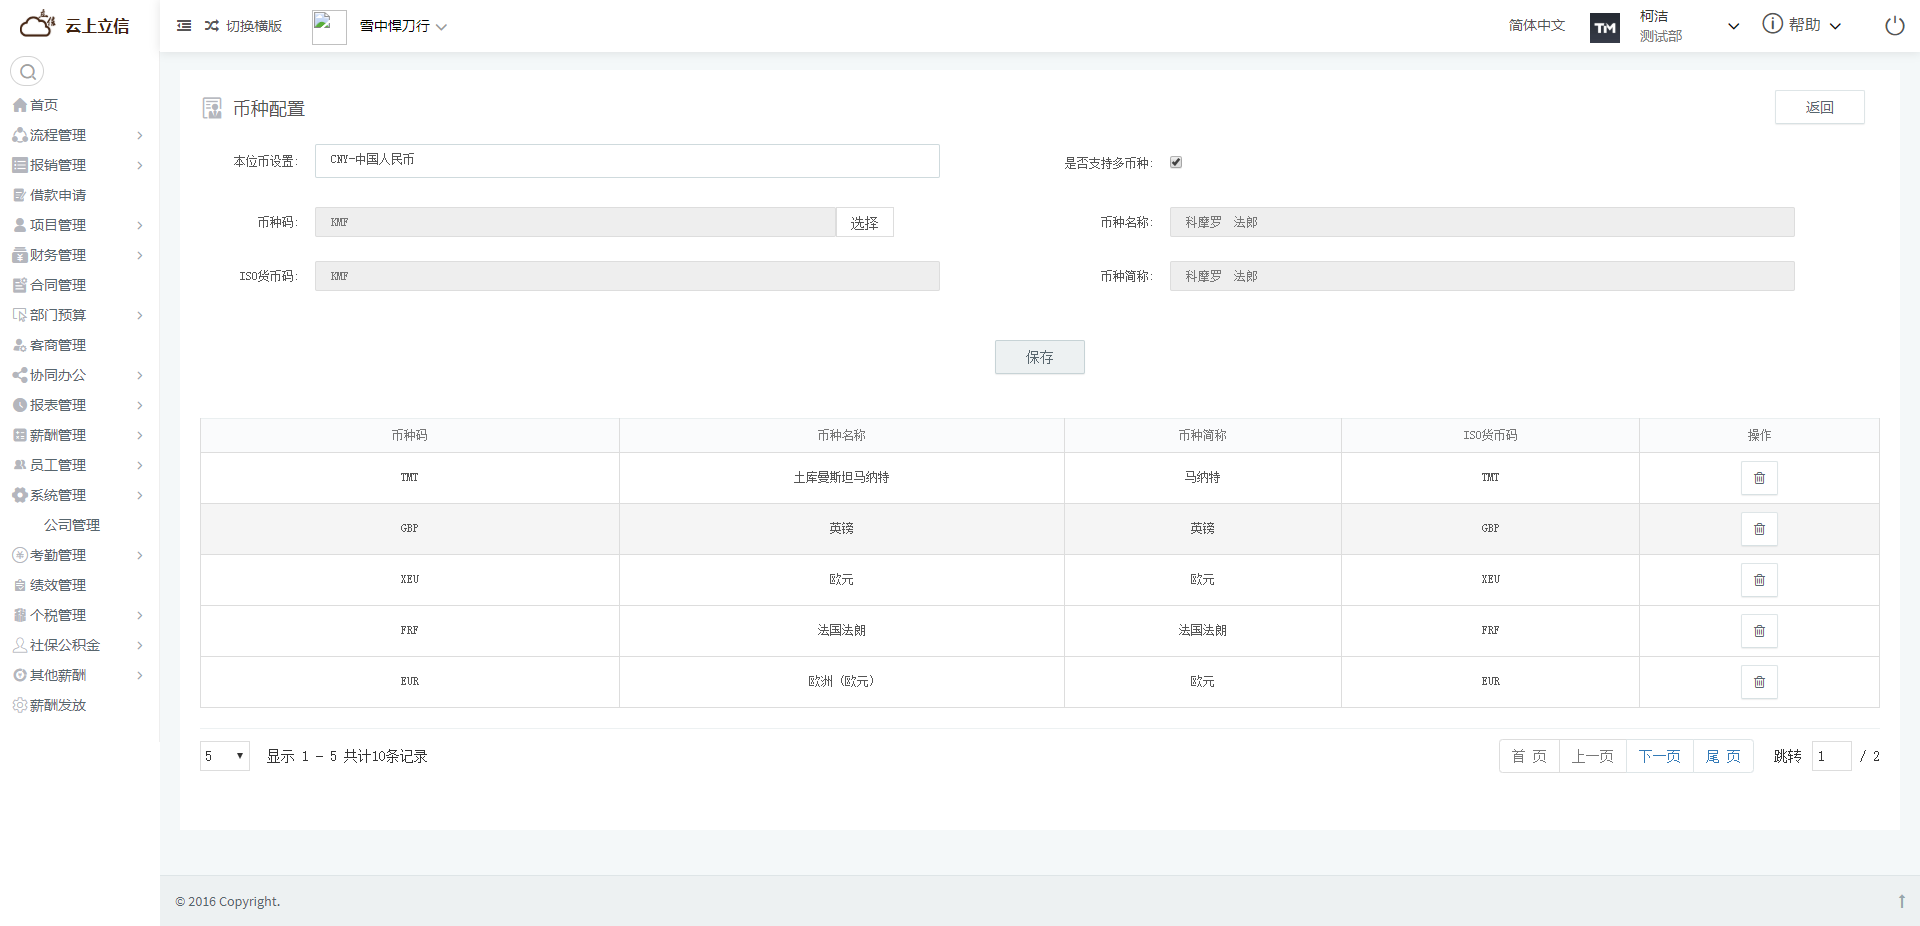 云上立信
切换横版
雪中悍刀行
简体中文
TM
柯洁
测试部
帮助
首页
流程管理
报销管理
借款申请
项目管理
财务管理
合同管理
部门预算
客商管理
协同办公
报表管理
薪酬管理
员工管理
系统管理
公司管理
考勤管理
绩效管理
个税管理
社保公积金
其他薪酬
薪酬发放
币种配置
返回
本位币设置: CNY-中国人民币
是否支持多币种:
币种码: KMF 选择
币种名称: 科摩罗 法郎
ISO货币码: KMF
币种简称: 科摩罗 法郎
保存
币种码 币种名称 币种简称 ISO货币码 操作
TMT 土库曼斯坦马纳特 马纳特 TMT
GBP 英镑 英镑 GBP
XEU 欧元 欧元 XEU
FRF 法国法朗 法国法朗 FRF
EUR 欧洲（欧元） 欧元 EUR
5 显示 1 - 5 共计10条记录
首 页 上一页 下一页 尾 页 跳转 1 / 2
© 2016 Copyright.